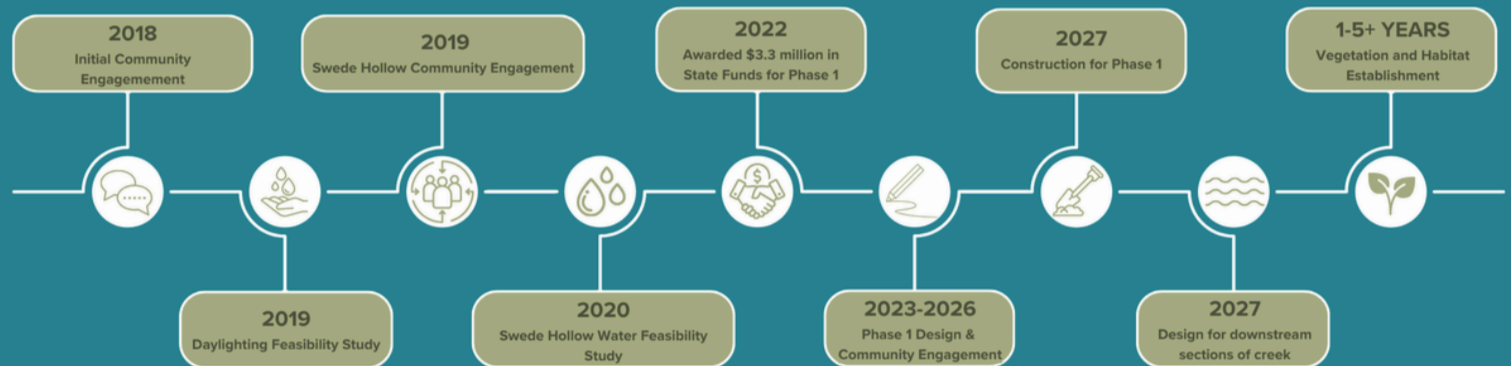 2018
Initial Community
Engagemement
2019
Daylighting Feasibility Study
2019
Swede Hollow Community Engagement
2020
Swede Hollow Water Feasibility
Study
2022
Awarded $3.3 million in
State Funds for Phase 1
$
2023-2026
Phase 1 Design &
Community Engagement
2027
Construction for Phase 1
2027
Design for downstream
sections of creek
1-5+ YEARS
Vegetation and Habitat
Establishment